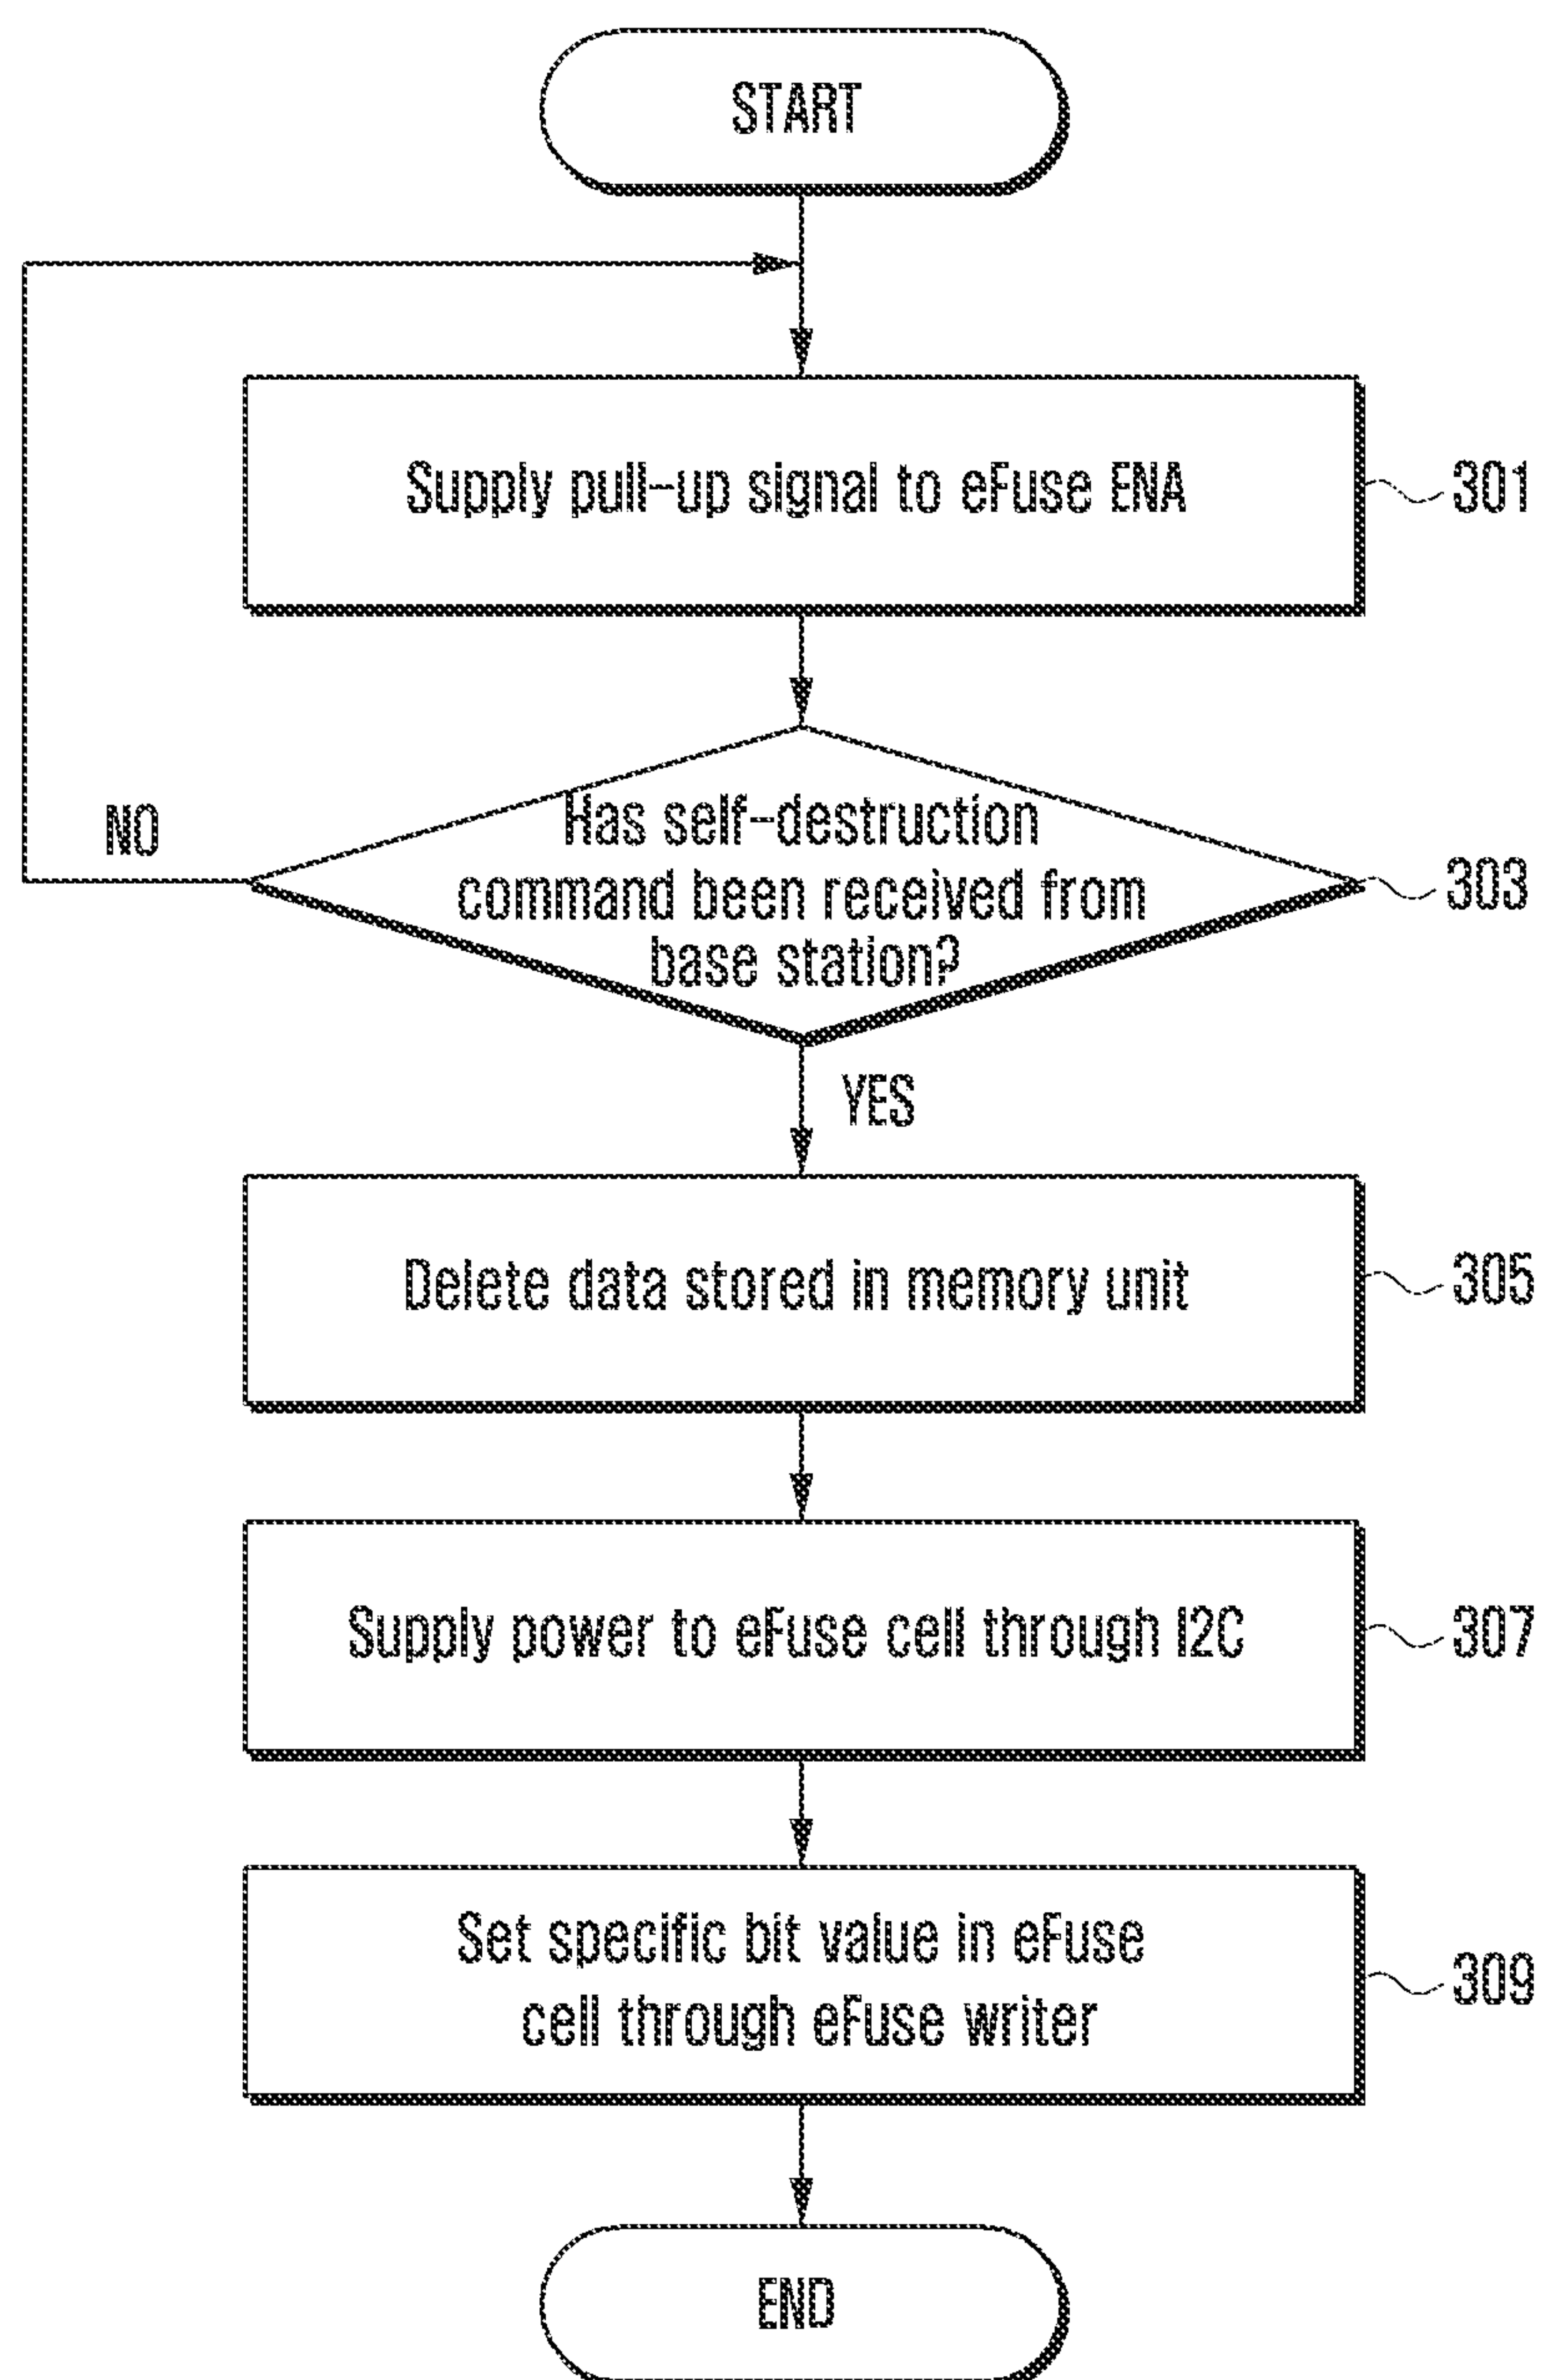 START
Supply pull-up signal to eFuse ENA
301
NO
Has self-destruction
command been received from
base station?
303
YES
Delete data stored in memory unit
305
Supply power to eFuse cell through I2C
307
Set specific bit value in eFuse
cell through eFuse writer
309
END